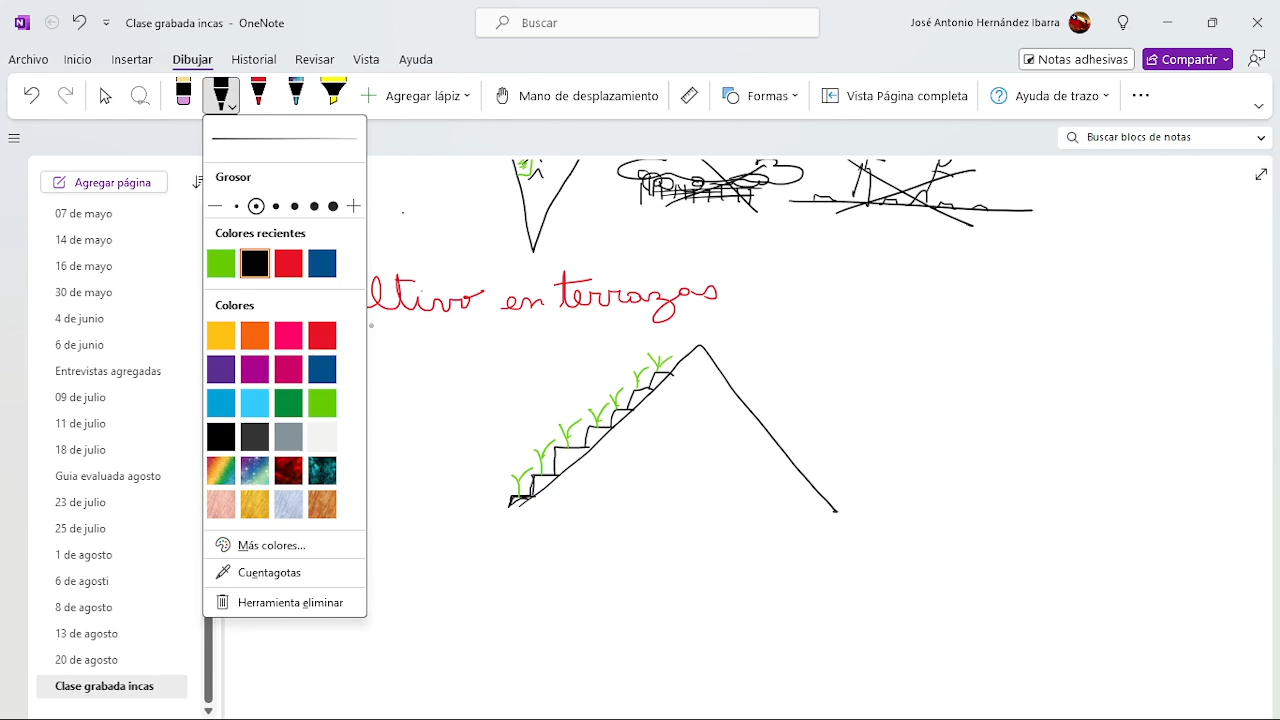 Clase grabada incas - OneNote
Buscar
José Antonio Hernández Ibarra
Archivo
Inicio
Insertar
Dibujar
Historial
Revisar
Vista
Ayuda
Notas adhesivas
Compartir
Agregar lápiz
Mano de desplazamiento
Formas
Vista Página completa
Ayuda de trazo
Buscar blocs de notas
Agregar página
07 de mayo
14 de mayo
16 de mayo
30 de mayo
4 de junio
6 de junio
Entrevistas agregadas
09 de julio
11 de julio
18 de julio
Guia evaluada agosto
23 de julio
25 de julio
1 de agosto
6 de agosti
8 de agosto
13 de agosto
20 de agosto
Clase grabada incas
Grosor
Colores recientes
Colores
Más colores...
Cuentagotas
Herramienta eliminar
ltivo en terrazas